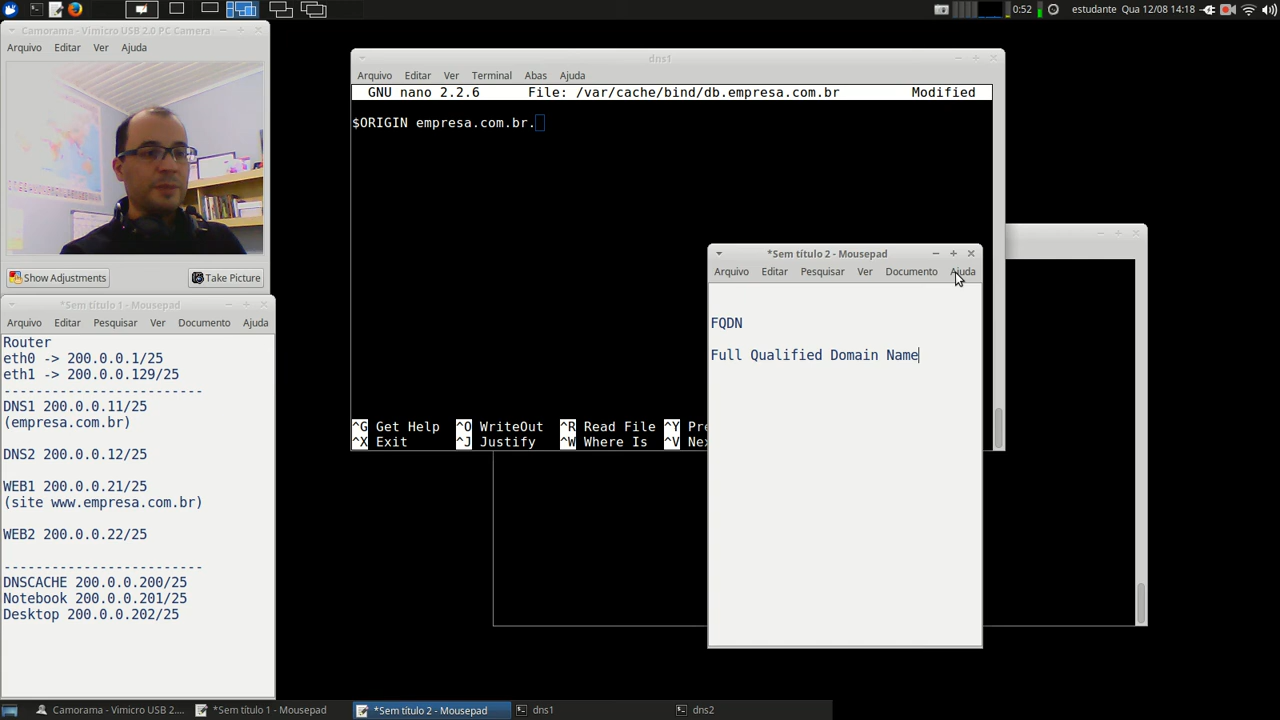 0:52 estudante Qua 12/08 14:18
Camorama - Vimicro USB 2.0 PC Camera
Arquivo Editar Ver Ajuda
Show Adjustments Take Picture
*Sem título 1 - Mousepad
Arquivo Editar Pesquisar Ver Documento Ajuda
Router
eth0 -> 200.0.0.1/25
eth1 -> 200.0.0.129/25
-------------------------
DNS1 200.0.0.11/25
(empresa.com.br)
DNS2 200.0.0.12/25
WEB1 200.0.0.21/25
(site www.empresa.com.br)
WEB2 200.0.0.22/25
-------------------------
DNSCACHE 200.0.0.200/25
Notebook 200.0.0.201/25
Desktop 200.0.0.202/25
dns1
Arquivo Editar Ver Terminal Abas Ajuda
GNU nano 2.2.6 File: /var/cache/bind/db.empresa.com.br Modified
$ORIGIN empresa.com.br.
^G Get Help ^O WriteOut ^R Read File ^Y Pre
^X Exit ^J Justify ^W Where Is ^V Nex
*Sem título 2 - Mousepad
Arquivo Editar Pesquisar Ver Documento Ajuda
FQDN
Full Qualified Domain Name
Camorama - Vimicro USB 2.... *Sem título 1 - Mousepad *Sem título 2 - Mousepad dns1 dns2